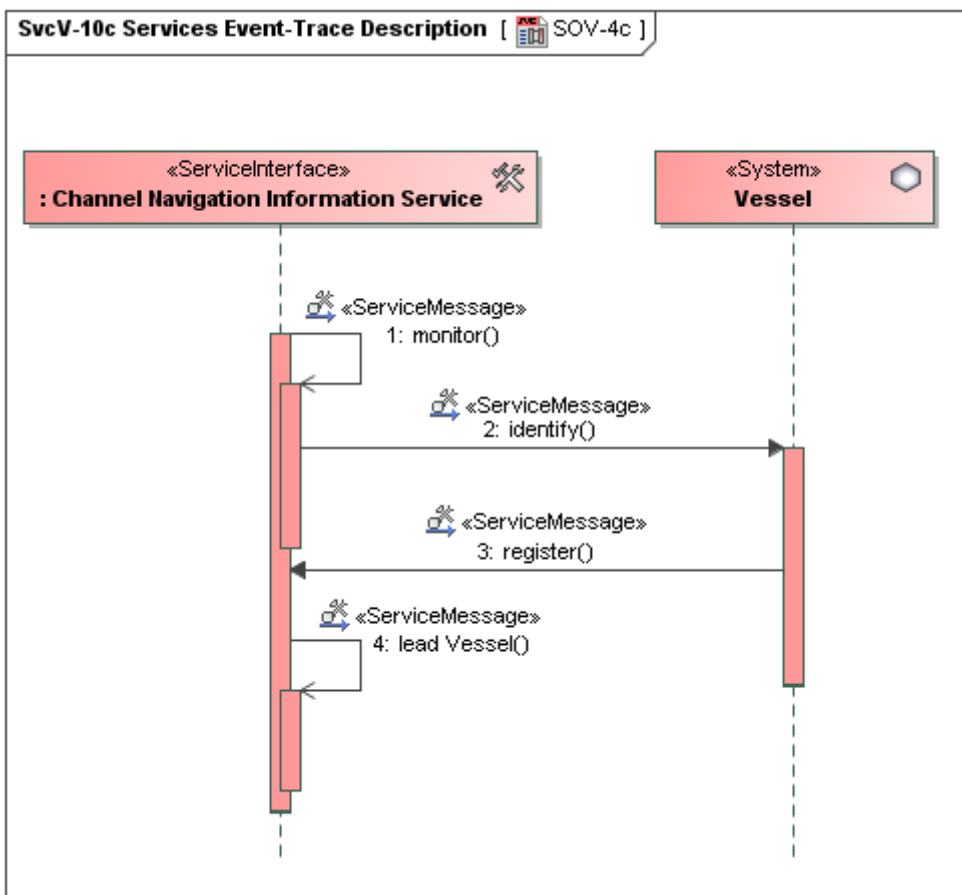 SvcV-10c Services Event-Trace Description [ SOV-4c ]
«ServiceInterface»
: Channel Navigation Information Service
«System»
Vessel
«ServiceMessage»
1: monitor()
«ServiceMessage»
2: identify()
«ServiceMessage»
3: register()
«ServiceMessage»
4: lead Vessel()